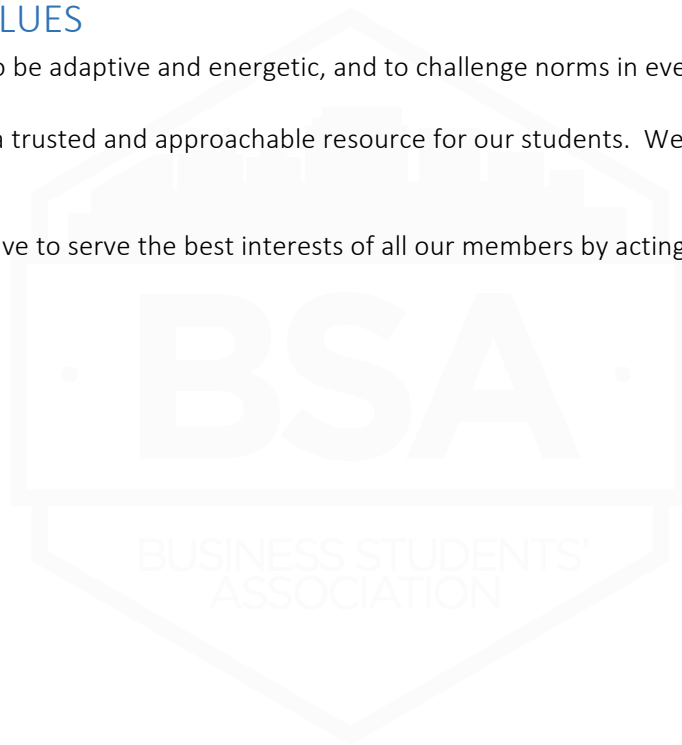 LUES
o be adaptive and energetic, and to challenge norms in eve
a trusted and approachable resource for our students.  We
ve to serve the best interests of all our members by acting
BSA
BUSINESS STUDENTS'
ASSOCIATION